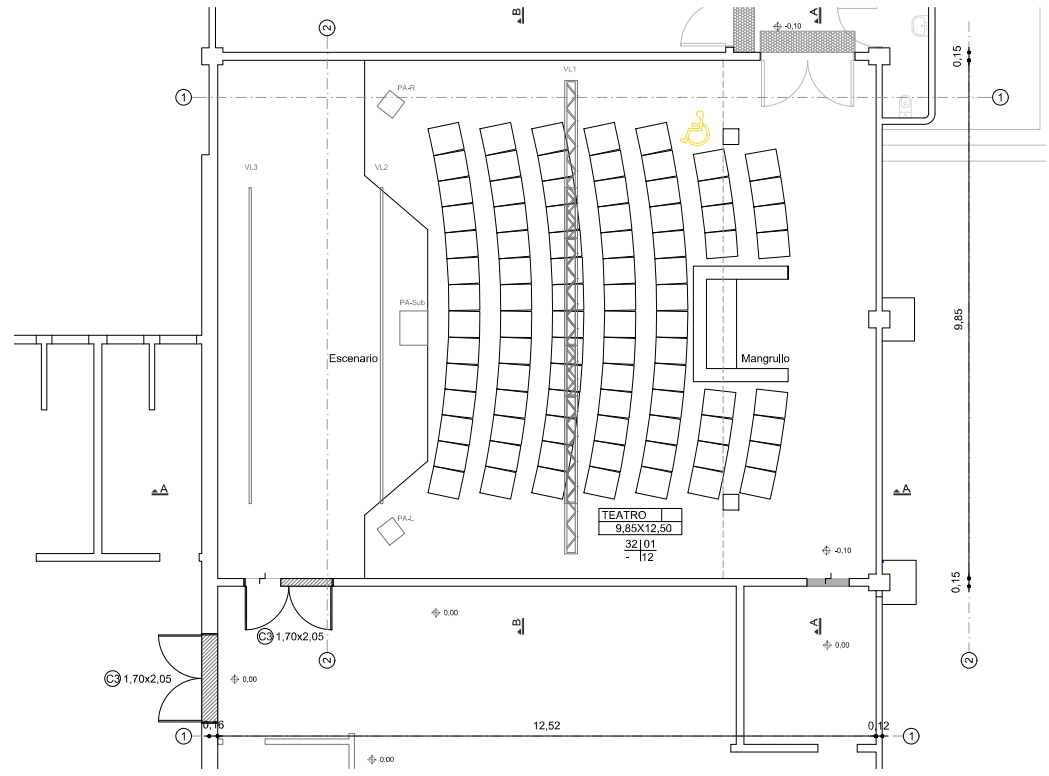 B
A
2
-0,10
0,15
VL1
PA-R
1
1
VL3
VL2
PA-Sub
9,85
Escenario
Mangrullo
A
A
PA-L
TEATRO
9,85X12,50
32 01
- 12
-0,10
0,15
0,00
B
A
C3 1,70x2,05
0,00
2
2
C3 1,70x2,05
0,00
0,16
12,52
0,12
1
1
0,00